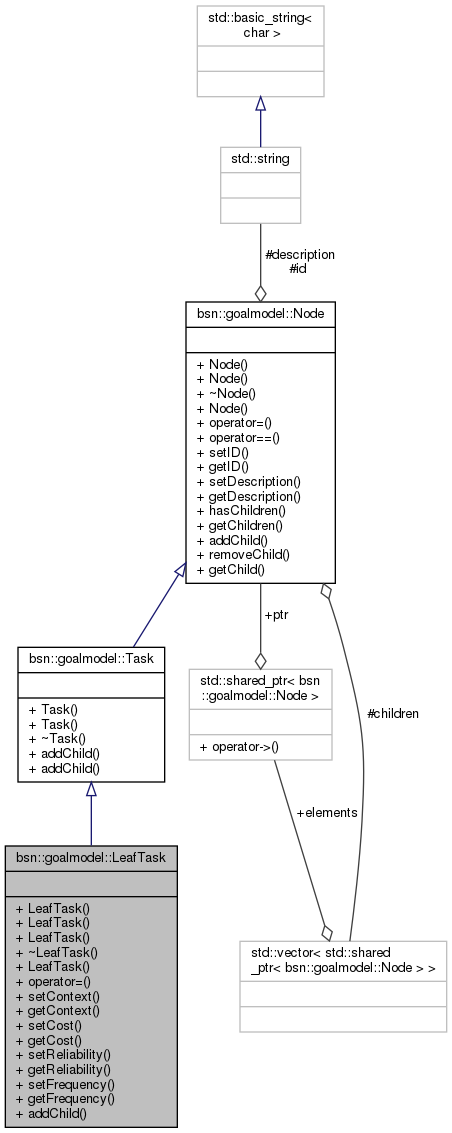 std::basic_string<
char >
std::string
#description
#id
bsn::goalmodel::Node
+ Node()
+ Node()
+ ~Node()
+ Node()
+ operator=()
+ operator==()
+ setID()
+ getID()
+ setDescription()
+ getDescription()
+ hasChildren()
+ getChildren()
+ addChild()
+ removeChild()
+ getChild()
+ptr
bsn::goalmodel::Task
+ Task()
+ Task()
+ ~Task()
+ addChild()
+ addChild()
std::shared_ptr< bsn
::goalmodel::Node >
+ operator->()
#children
+elements
bsn::goalmodel::LeafTask
+ LeafTask()
+ LeafTask()
+ LeafTask()
+ ~LeafTask()
+ LeafTask()
+ operator=()
+ setContext()
+ getContext()
+ setCost()
+ getCost()
+ setReliability()
+ getReliability()
+ setFrequency()
+ getFrequency()
+ addChild()
std::vector< std::shared
_ptr< bsn::goalmodel::Node > >